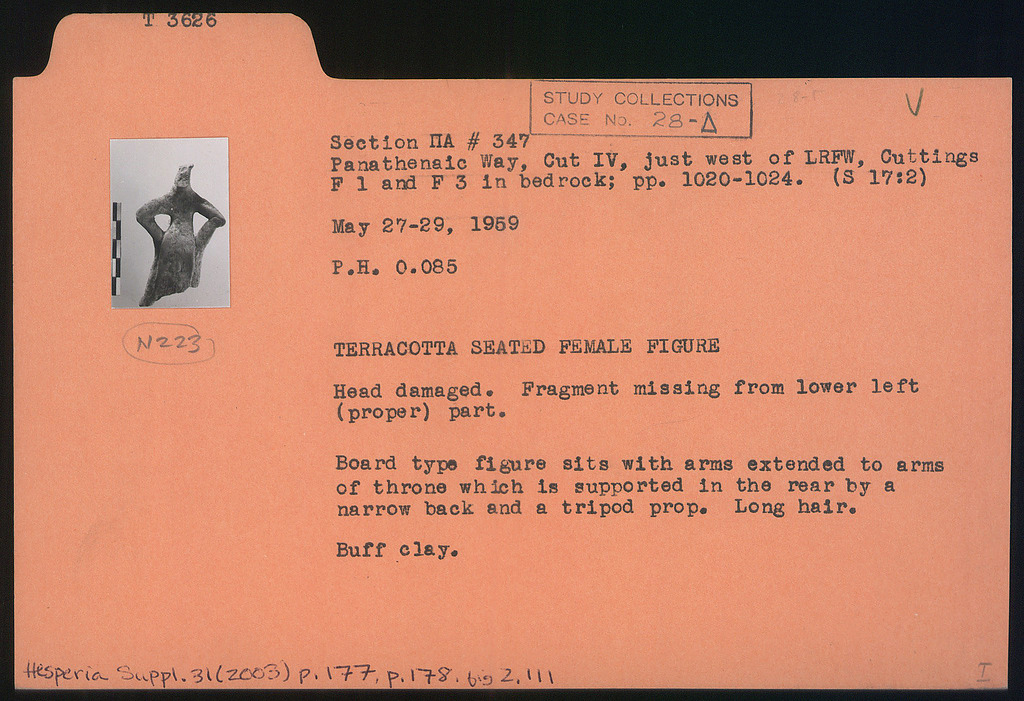 T 3626
STUDY COLLECTIONS
CASE No. 28-Δ
V
Section ΠA # 347
Panathenaic Way, Cut IV, just west of LRFW, Cuttings
F 1 and F 3 in bedrock; pp. 1020-1024. (S 17:2)
May 27-29, 1959
P.H. 0.085
N223
TERRACOTTA SEATED FEMALE FIGURE
Head damaged. Fragment missing from lower left
(proper) part.
Board type figure sits with arms extended to arms
of throne which is supported in the rear by a
narrow back and a tripod prop. Long hair.
Buff clay.
Hesperia Suppl. 31 (2003) p. 177, p. 178. fig 2.111
I